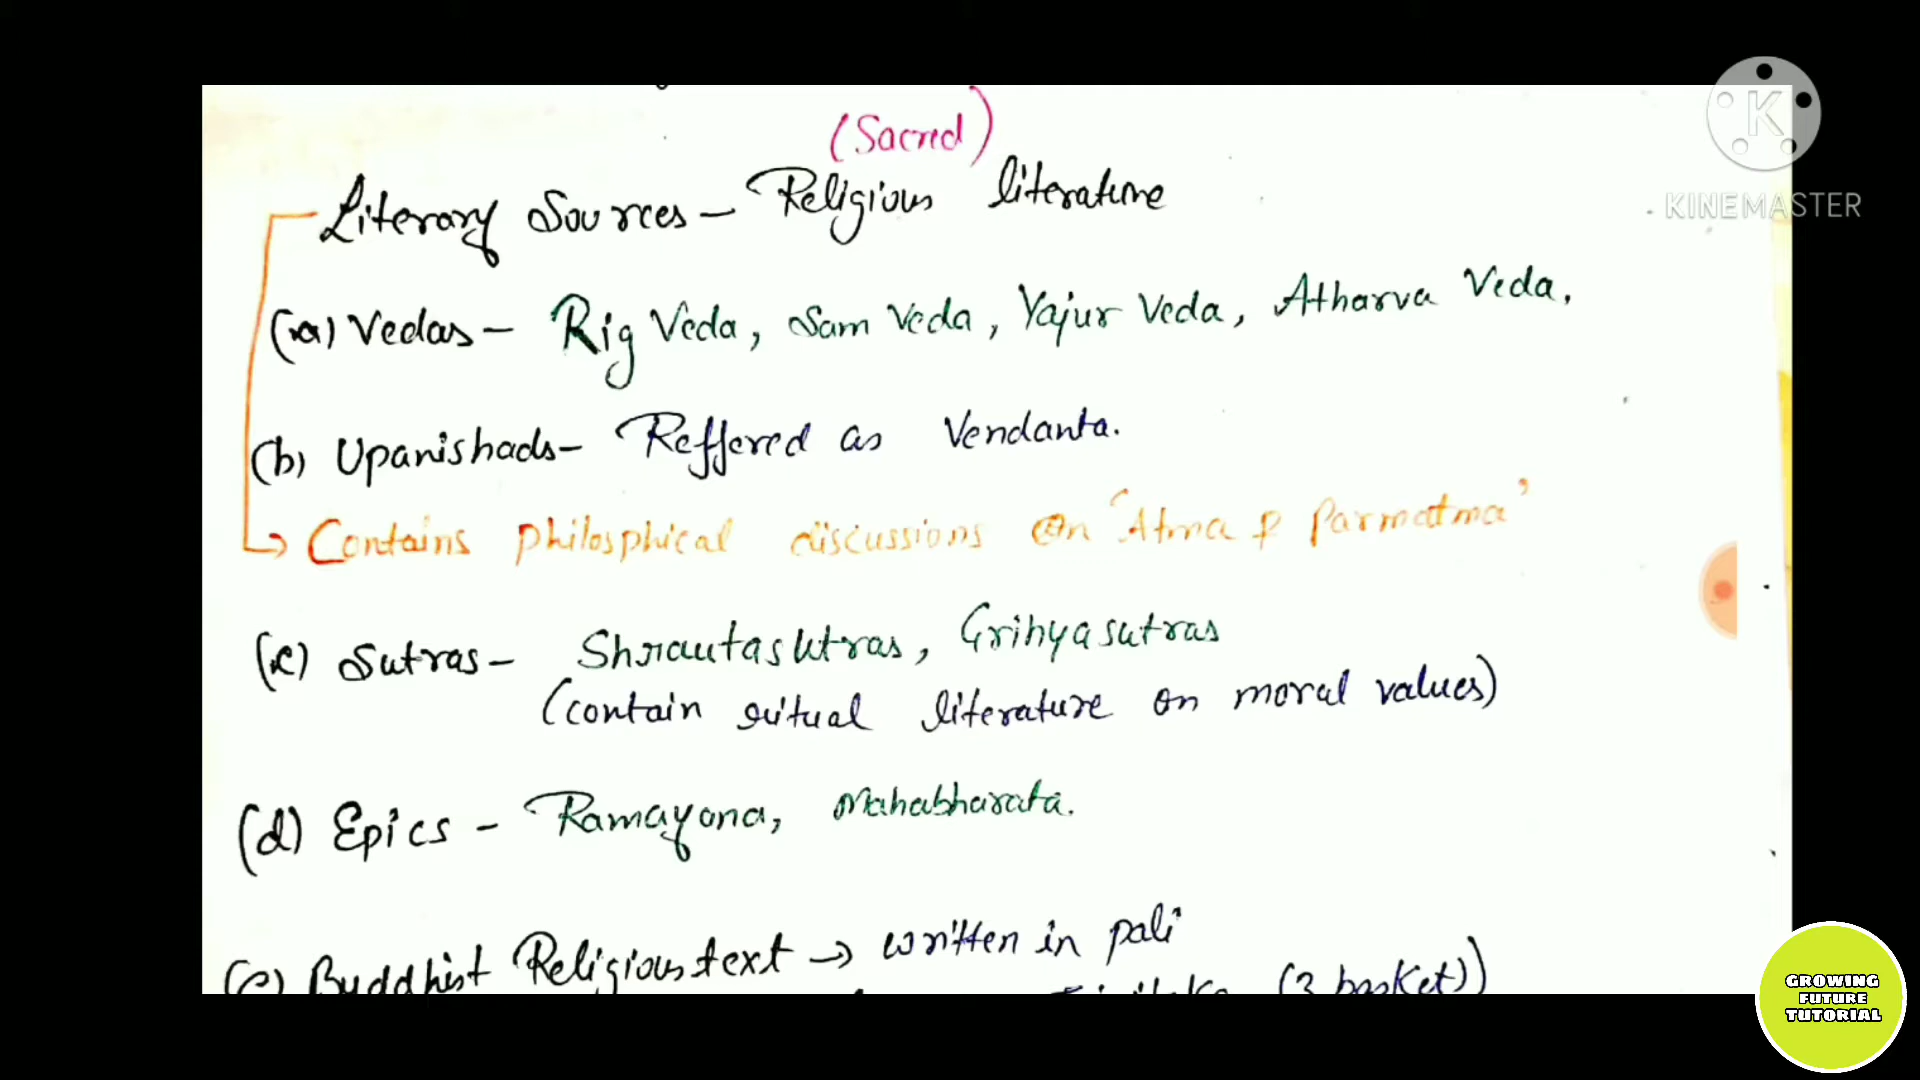 (Sacred)
Literary Sources - Religious literature
(a) Vedas - Rig Veda, Sam Veda, Yajur Veda, Atharva Veda.
(b) Upanishads - Reffered as Vendanta.
→ Contains philosphical discussions on 'Atma & Parmatma'
(c) Sutras - Shrautasutras, Grihyasutras
(contain ritual literature on moral values)
(d) Epics - Ramayona, Mahabharata.
(e) Buddhist Religious text → written in pali
(3 basket))
K
KINEMASTER
GROWING
FUTURE
TUTORIAL